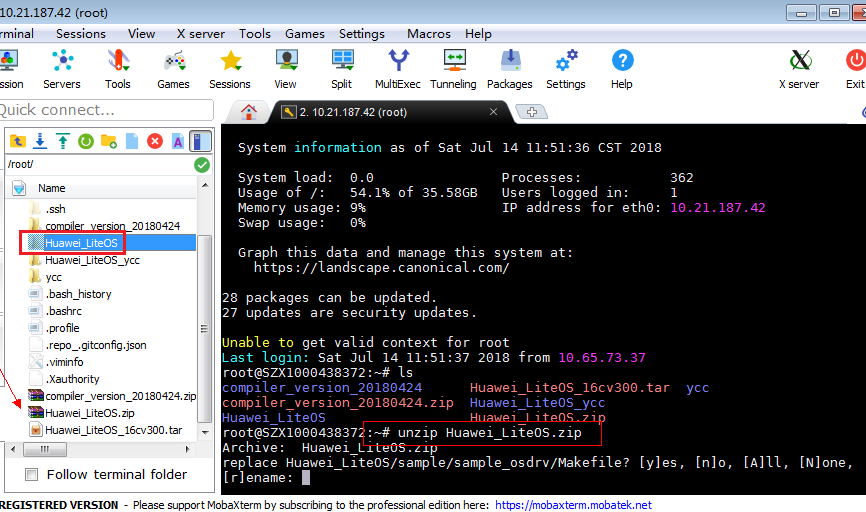 10.21.187.42 (root)
rminal Sessions View X server Tools Games Settings Macros Help
ssion Servers Tools Games Sessions View Split MultiExec Tunneling Packages Settings Help X server Exit
Quick connect...
2. 10.21.187.42 (root)
/root/
Name
.ssh
compiler_version_20180424
Huawei_LiteOS
Huawei_LiteOS_ycc
ycc
.bash_history
.bashrc
.profile
.repo_.gitconfig.json
.viminfo
.Xauthority
compiler_version_20180424.zip
Huawei_LiteOS.zip
Huawei_LiteOS_16cv300.tar
Follow terminal folder
System information as of Sat Jul 14 11:51:36 CST 2018
System load: 0.0 Processes: 362
Usage of /: 54.1% of 35.58GB Users logged in: 1
Memory usage: 9% IP address for eth0: 10.21.187.42
Swap usage: 0%
Graph this data and manage this system at:
https://landscape.canonical.com/
28 packages can be updated.
27 updates are security updates.
Unable to get valid context for root
Last login: Sat Jul 14 11:51:37 2018 from 10.65.73.37
root@SZX1000438372:~# ls
compiler_version_20180424 Huawei_LiteOS_16cv300.tar ycc
compiler_version_20180424.zip Huawei_LiteOS_ycc
Huawei_LiteOS Huawei_LiteOS.zip
root@SZX1000438372:~# unzip Huawei_LiteOS.zip
Archive: Huawei_LiteOS.zip
replace Huawei_LiteOS/sample/sample_osdrv/Makefile? [y]es, [n]o, [A]ll, [N]one,
[r]ename:
REGISTERED VERSION - Please support MobaXterm by subscribing to the professional edition here: https://mobaxterm.mobatek.net